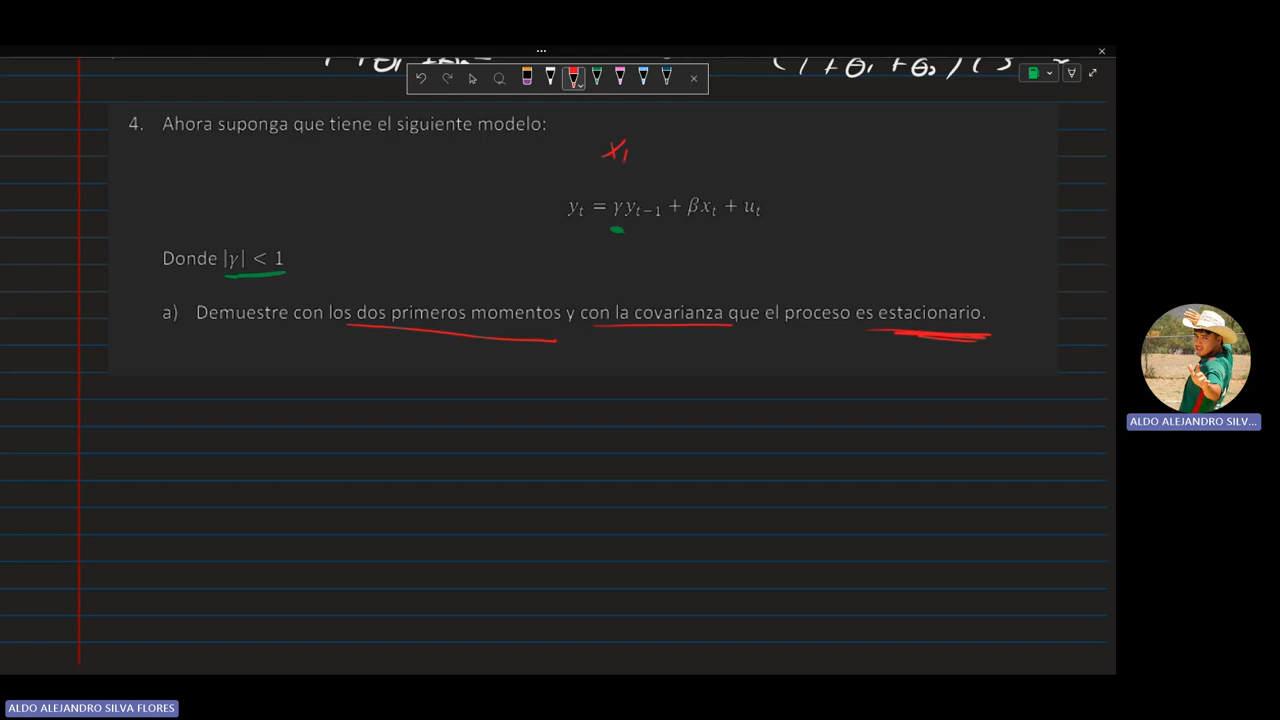 4. Ahora suponga que tiene el siguiente modelo:
x₁
yₜ = γyₜ₋₁ + βxₜ + uₜ
Donde |γ| < 1
a) Demuestre con los dos primeros momentos y con la covarianza que el proceso es estacionario.
ALDO ALEJANDRO SILV...
ALDO ALEJANDRO SILVA FLORES